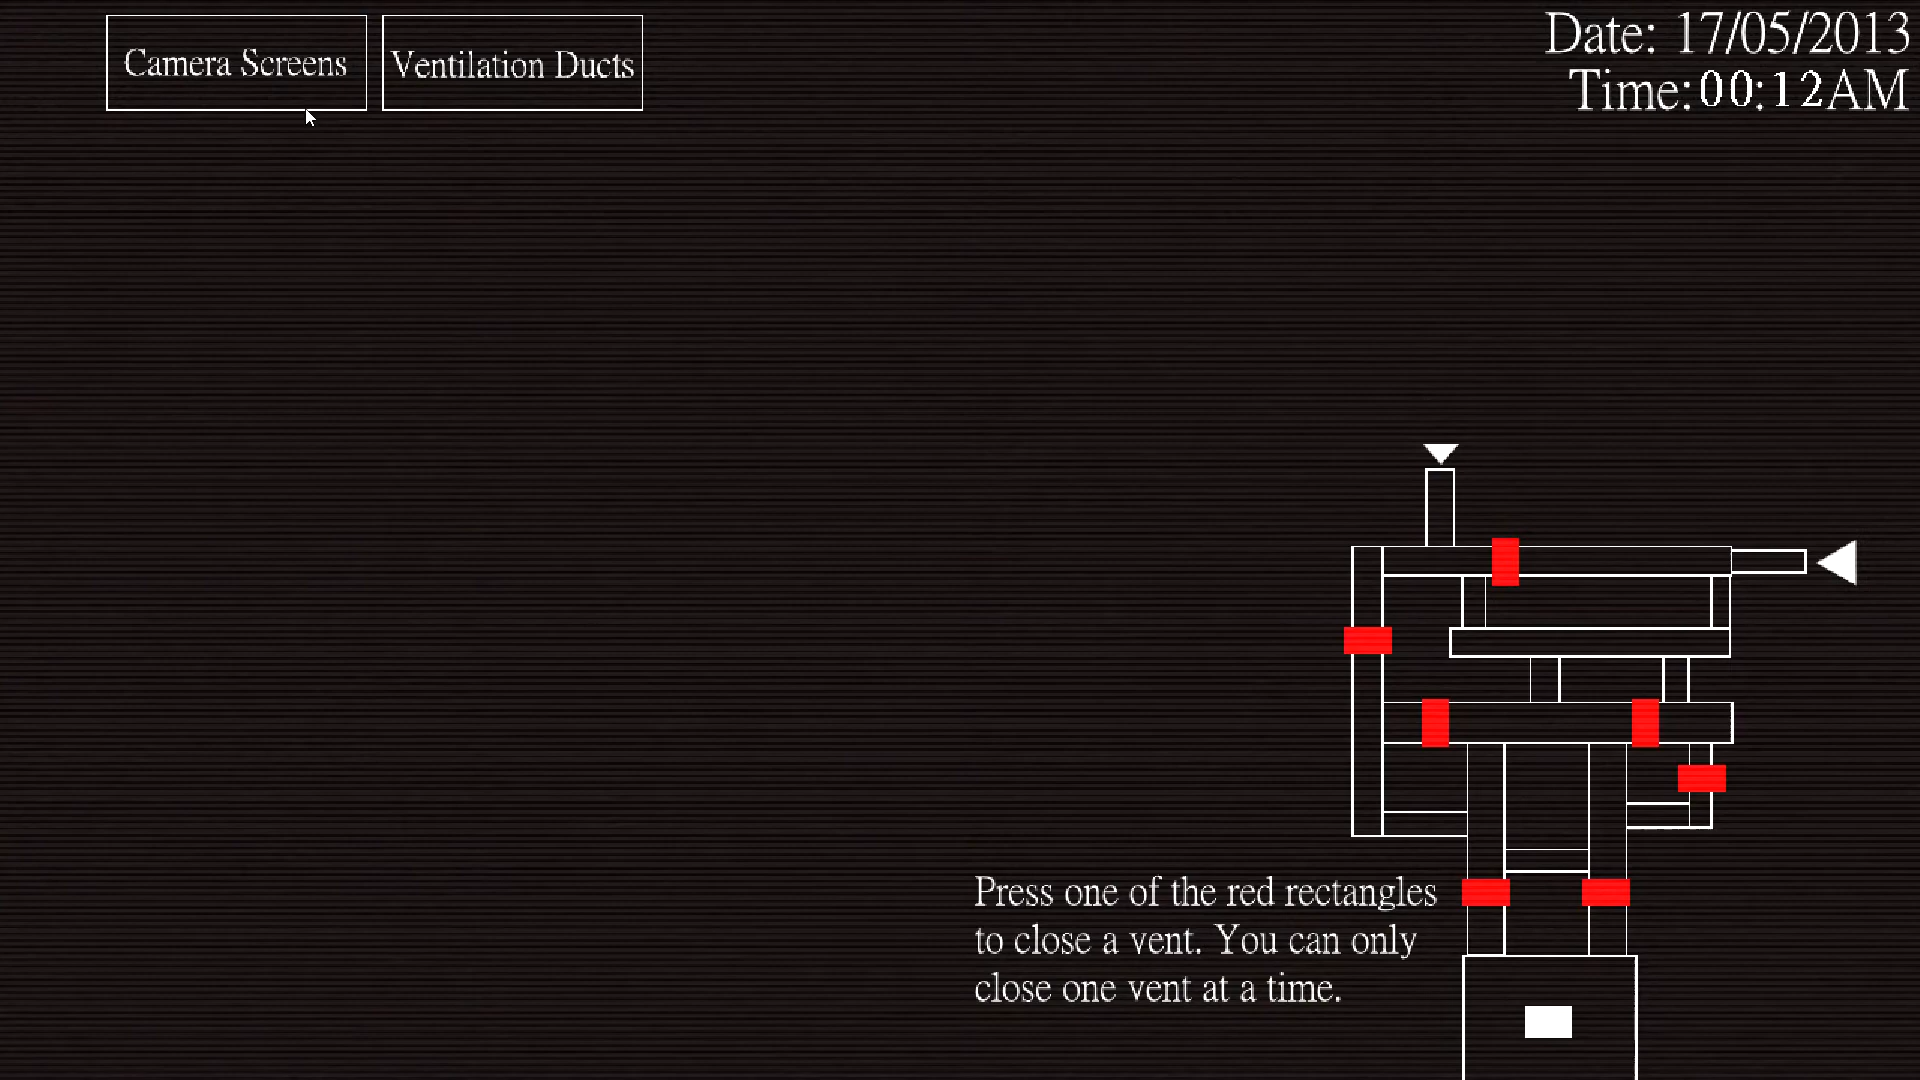 Camera Screens
Ventilation Ducts
Date: 17/05/2013
Time:00:12AM
Press one of the red rectangles
to close a vent. You can only
close one vent at a time.